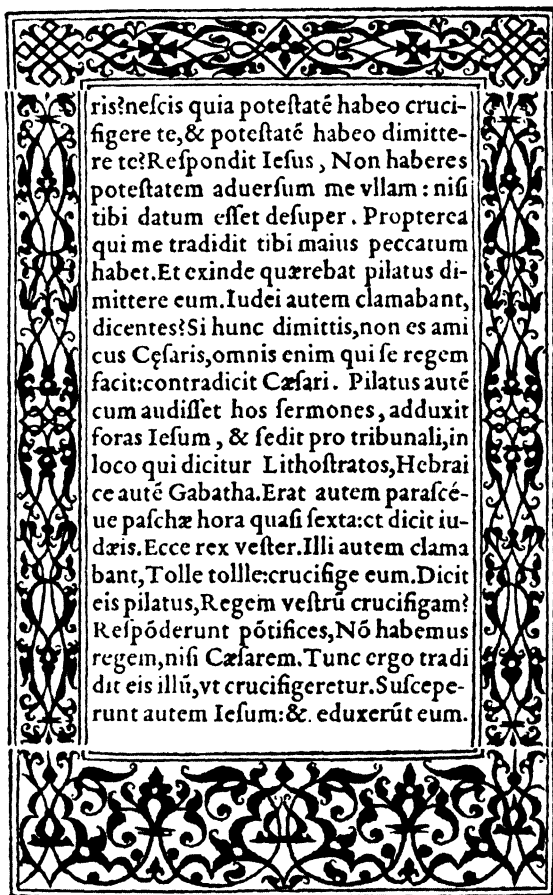 ris?neſcis quia poteſtaté habeo cruci-
figere te,& poteſtaté habeo dimitte-
re te?Reſpondit Ieſus, Non haberes
poteſtatem aduerſum me vllam : niſi
tibi datum eſſet deſuper. Propterea
qui me tradidit tibi maius peccatum
habet.Et exinde quærebat pilatus di-
mittere eum.Iudei autem clamabant,
dicentes?Si hunc dimittis,non es ami
cus Cęſaris,omnis enim qui ſe regem
facit:contradicit Cæſari. Pilatus auté
cum audiſſet hos ſermones, adduxit
foras Ieſum, & ſedit pro tribunali,in
loco qui dicitur Lithoſtratos,Hebrai
ce auté Gabatha.Erat autem paraſcé-
ue paſchæ hora quaſi ſexta:et dicit iu-
dæis.Ecce rex veſter.Illi autem clama
bant,Tolle tollle:crucifige eum.Dicit
eis pilatus,Regem veſtrũ crucifigam?
Reſpóderunt pótifices,Nó habemus
regem,niſi Cæſarem.Tunc ergo tradi
dit eis illũ,vt crucifigeretur.Suſcepe-
runt autem Ieſum:&. eduxerũt eum.